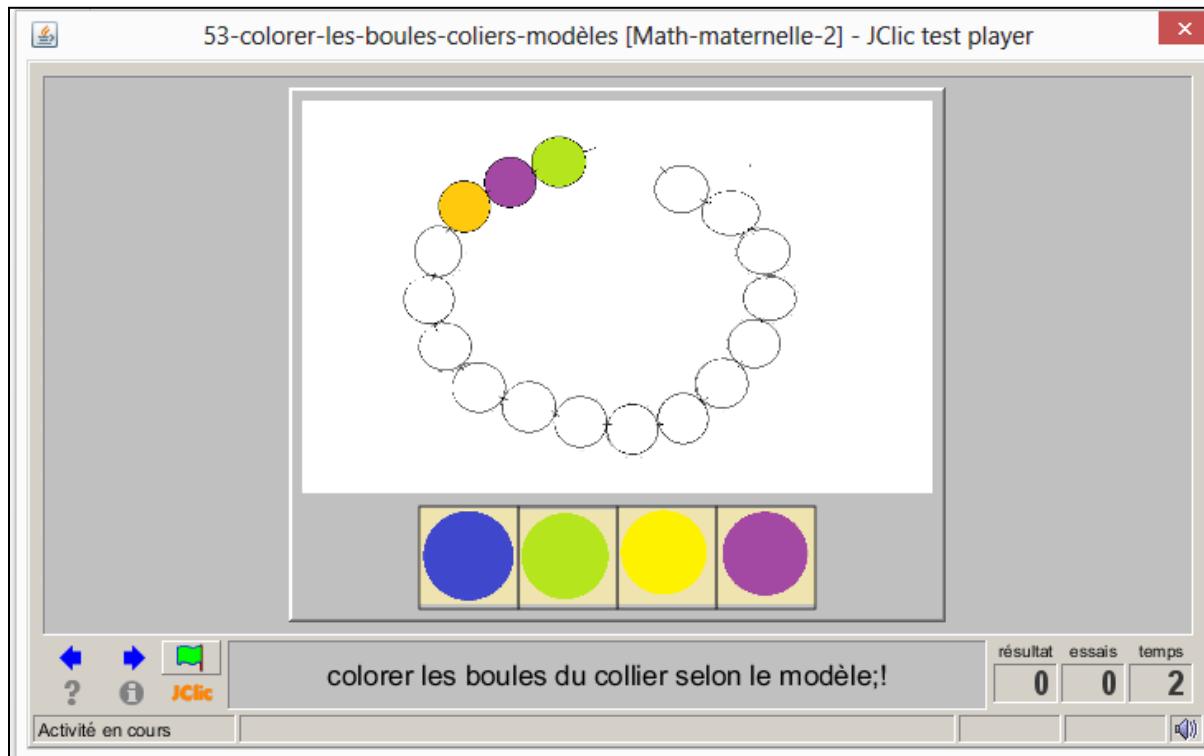 53-colorer-les-boules-coliers-modèles [Math-maternelle-2] - JClic test player
colorer les boules du collier selon le modèle;!
résultat essais temps
0 0 2
? i JClic
Activité en cours